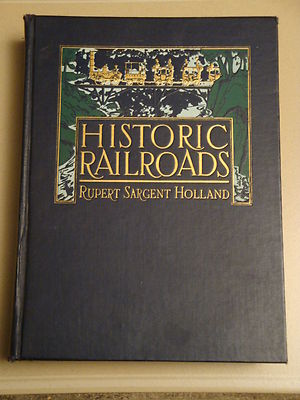 HISTORIC
RAILROADS
RUPERT SARGENT HOLLAND